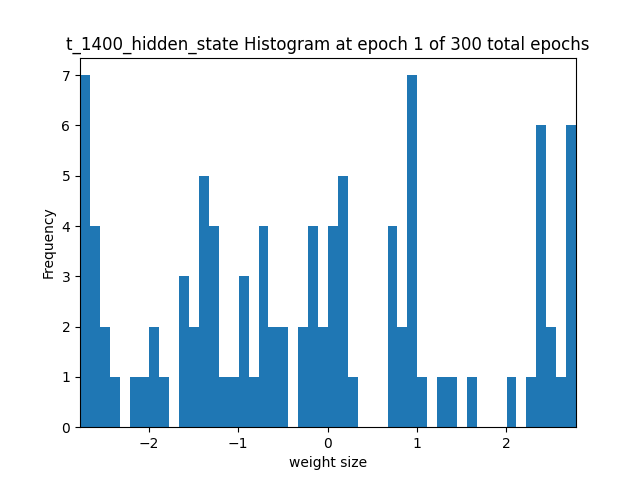 t_1400_hidden_state Histogram at epoch 1 of 300 total epochs
7
6
5
4
3
2
1
0
Frequency
−2 −1 0 1 2
weight size